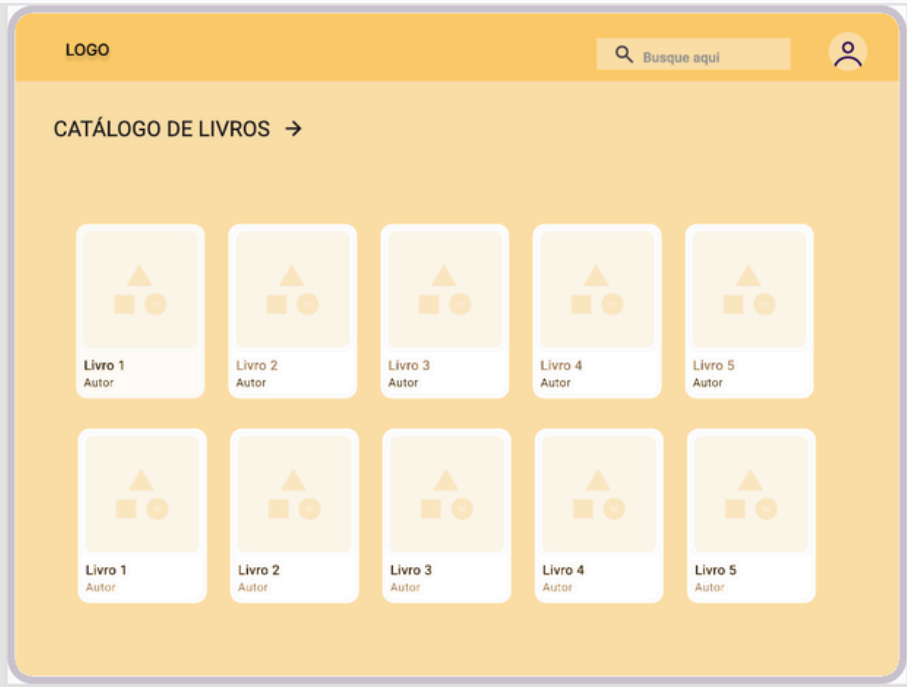 LOGO
Busque aqui
CATÁLOGO DE LIVROS →
Livro 1
Autor
Livro 2
Autor
Livro 3
Autor
Livro 4
Autor
Livro 5
Autor
Livro 1
Autor
Livro 2
Autor
Livro 3
Autor
Livro 4
Autor
Livro 5
Autor